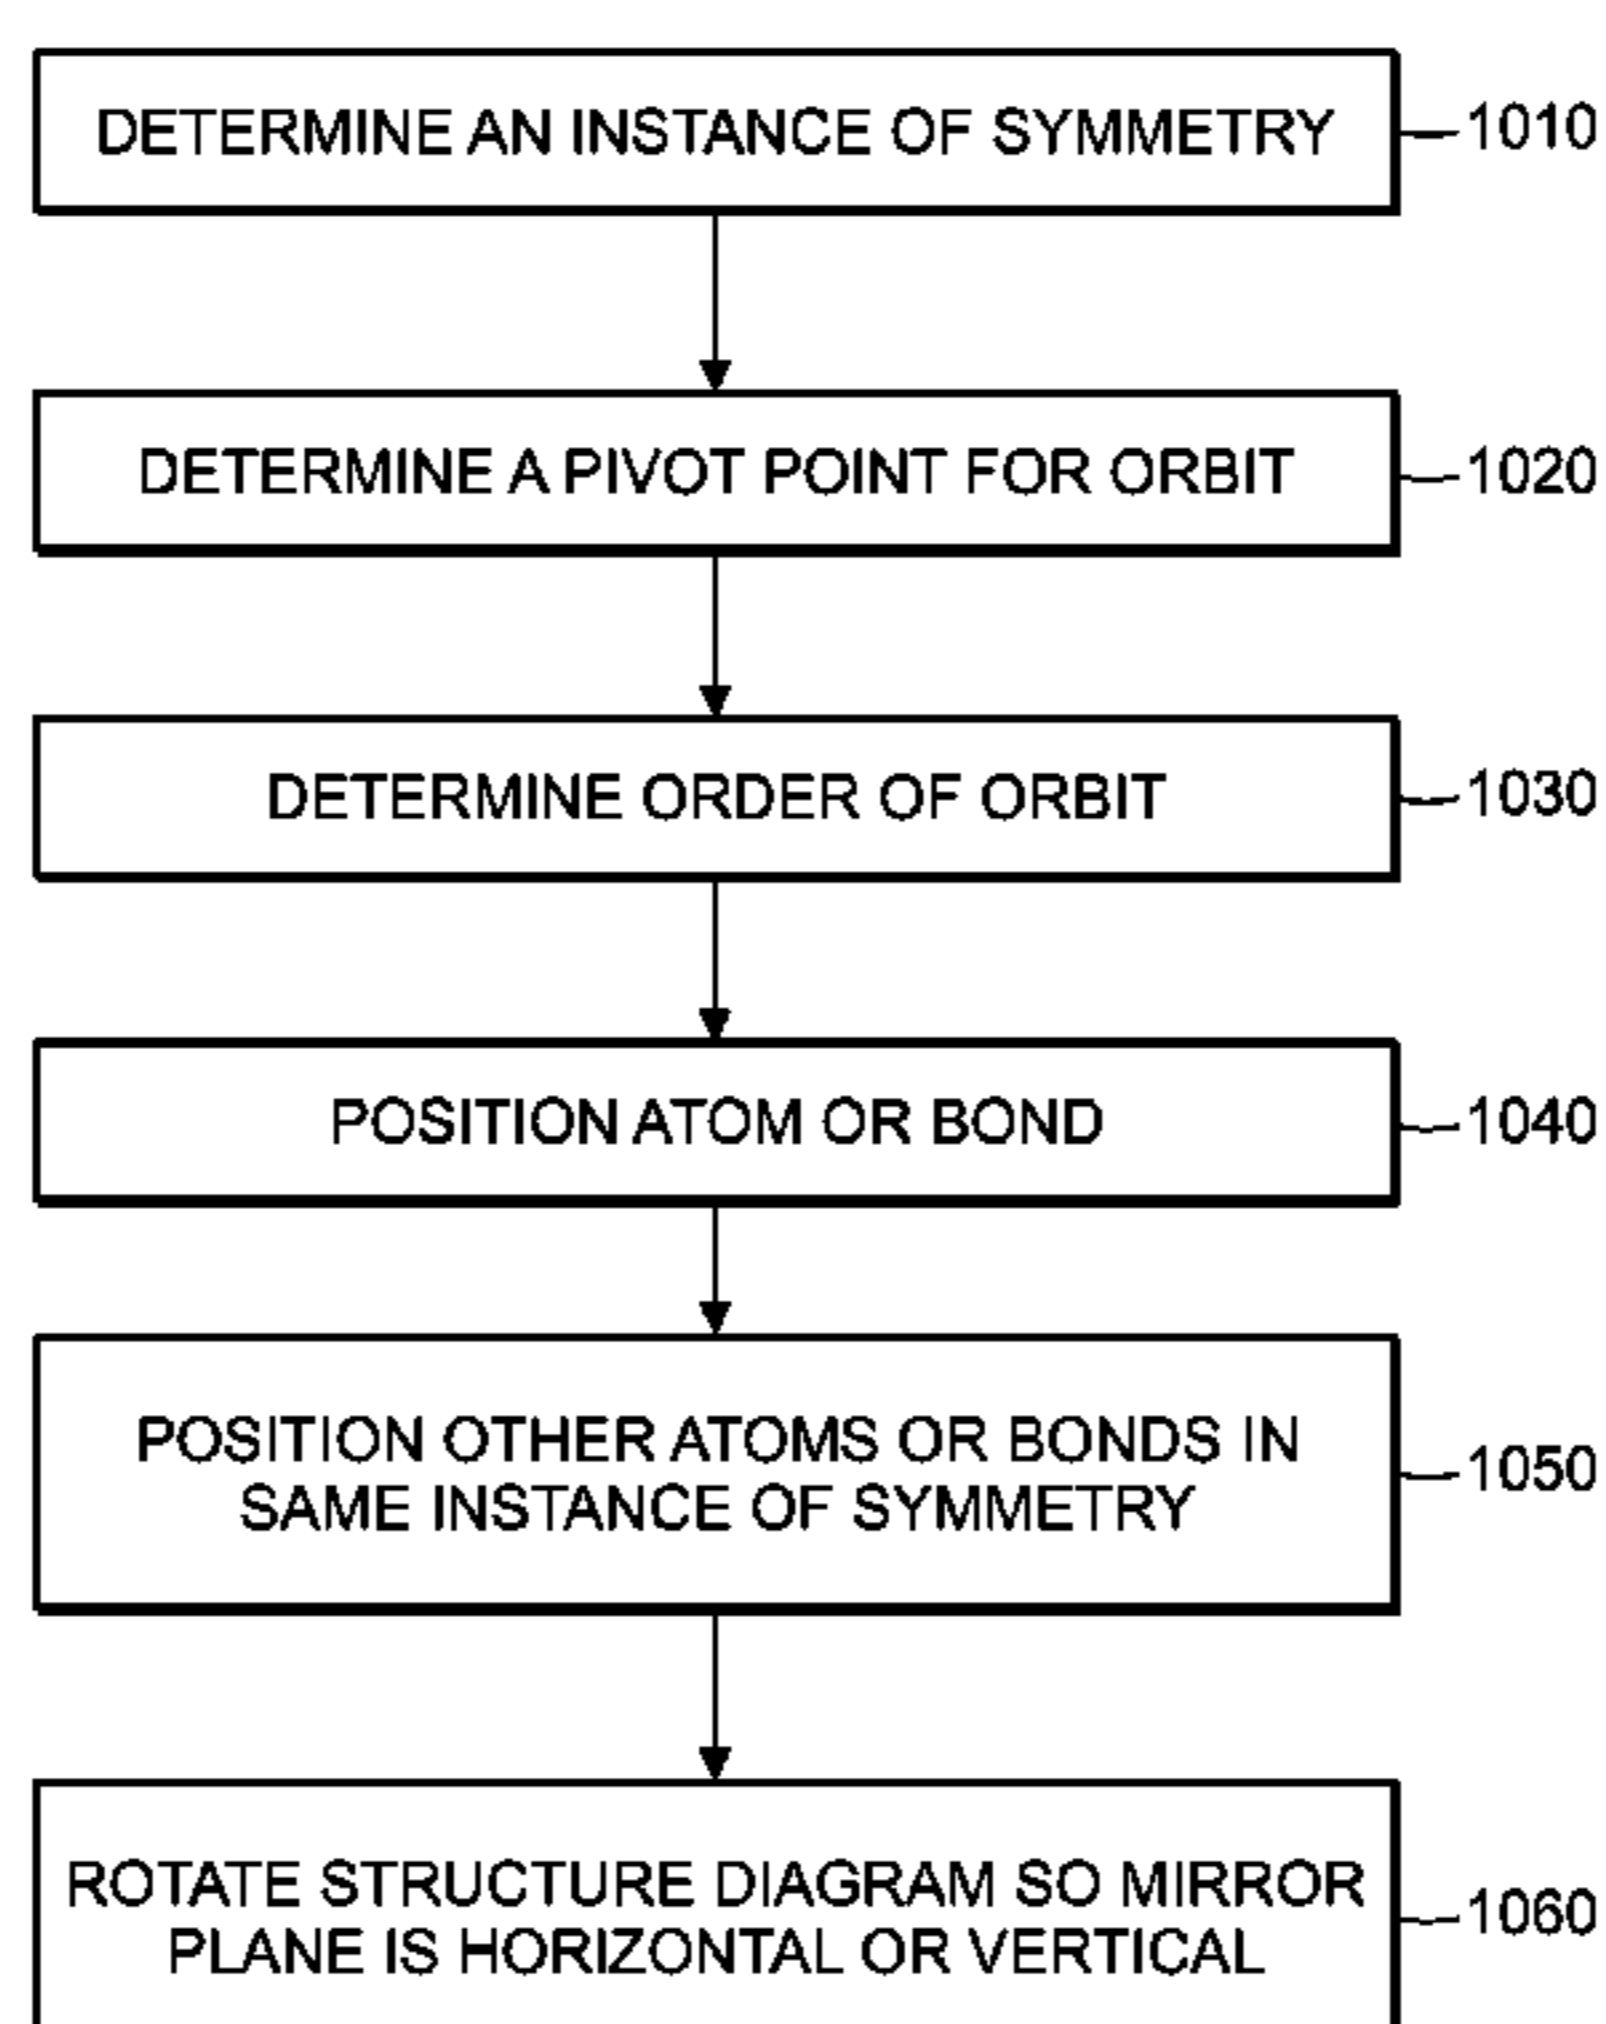 DETERMINE AN INSTANCE OF SYMMETRY
1010
DETERMINE A PIVOT POINT FOR ORBIT
1020
DETERMINE ORDER OF ORBIT
1030
POSITION ATOM OR BOND
1040
POSITION OTHER ATOMS OR BONDS IN
SAME INSTANCE OF SYMMETRY
1050
ROTATE STRUCTURE DIAGRAM SO MIRROR
PLANE IS HORIZONTAL OR VERTICAL
1060